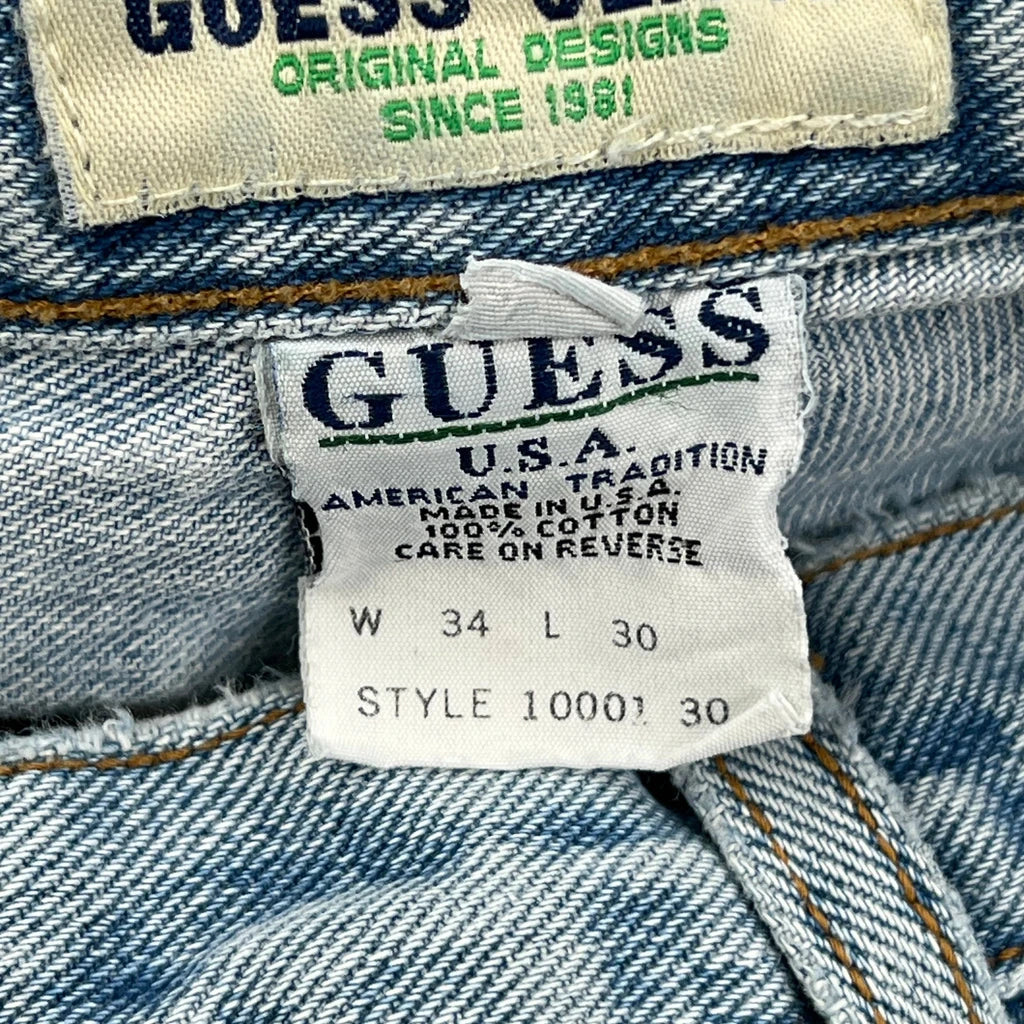 GUESS
ORIGINAL DESIGNS
SINCE 1981
GUESS
U.S.A.
AMERICAN TRADITION
MADE IN U.S.A.
100% COTTON
CARE ON REVERSE
W 34 L 30
STYLE 10001 30